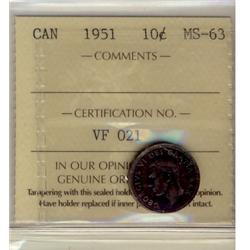 CAN 1951 10¢ MS-63
— COMMENTS —
— CERTIFICATION NO. —
VF 021
IN OUR OPINI
GENUINE OR
Tampering with this sealed hold opinion.
Have holder replaced if inner intact.